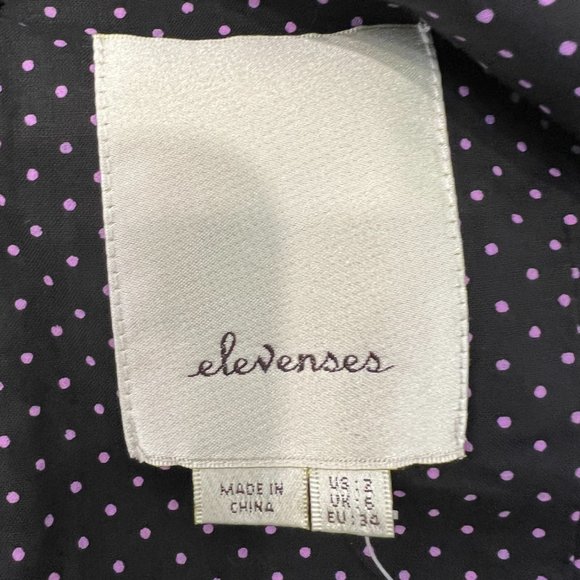 elevenses
MADE IN
CHINA
US : 2
UK : 6
EU : 34